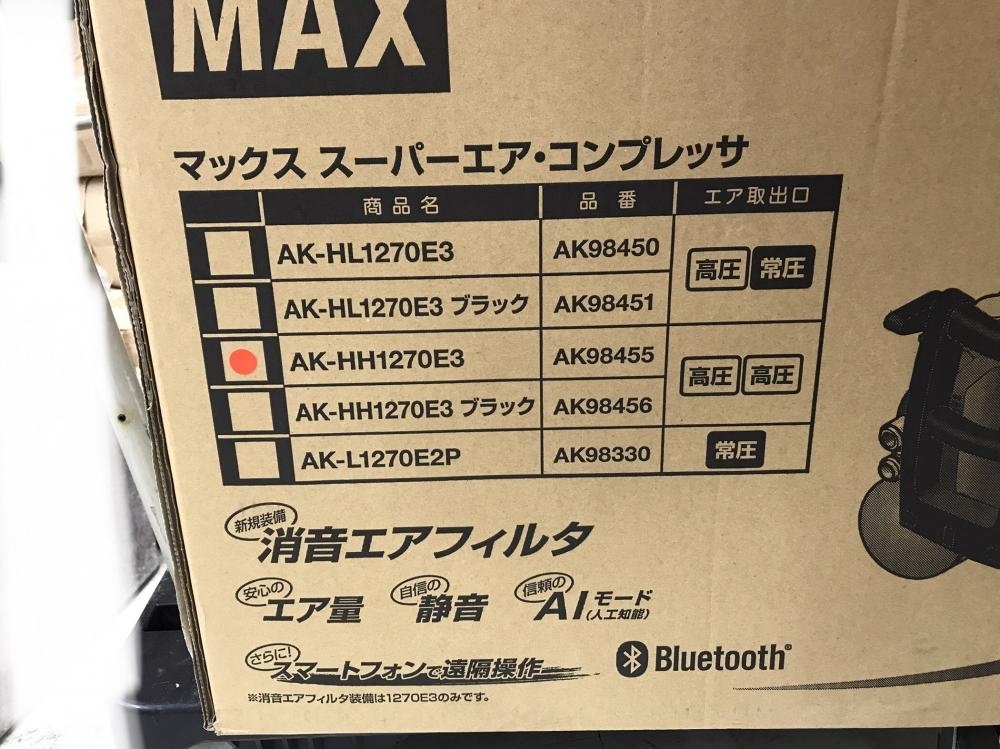 MAX
マックス スーパーエア・コンプレッサ
商品名 品番 エア取出口
AK-HL1270E3 AK98450 高圧 常圧
AK-HL1270E3 ブラック AK98451
AK-HH1270E3 AK98455 高圧 高圧
AK-HH1270E3 ブラック AK98456
AK-L1270E2P AK98330 常圧
新規装備 消音エアフィルタ
安心の エア量 自信の 静音 信頼の AIモード(人工知能)
さらに! スマートフォンで遠隔操作 Bluetooth®
※消音エアフィルタ装備は1270E3のみです。